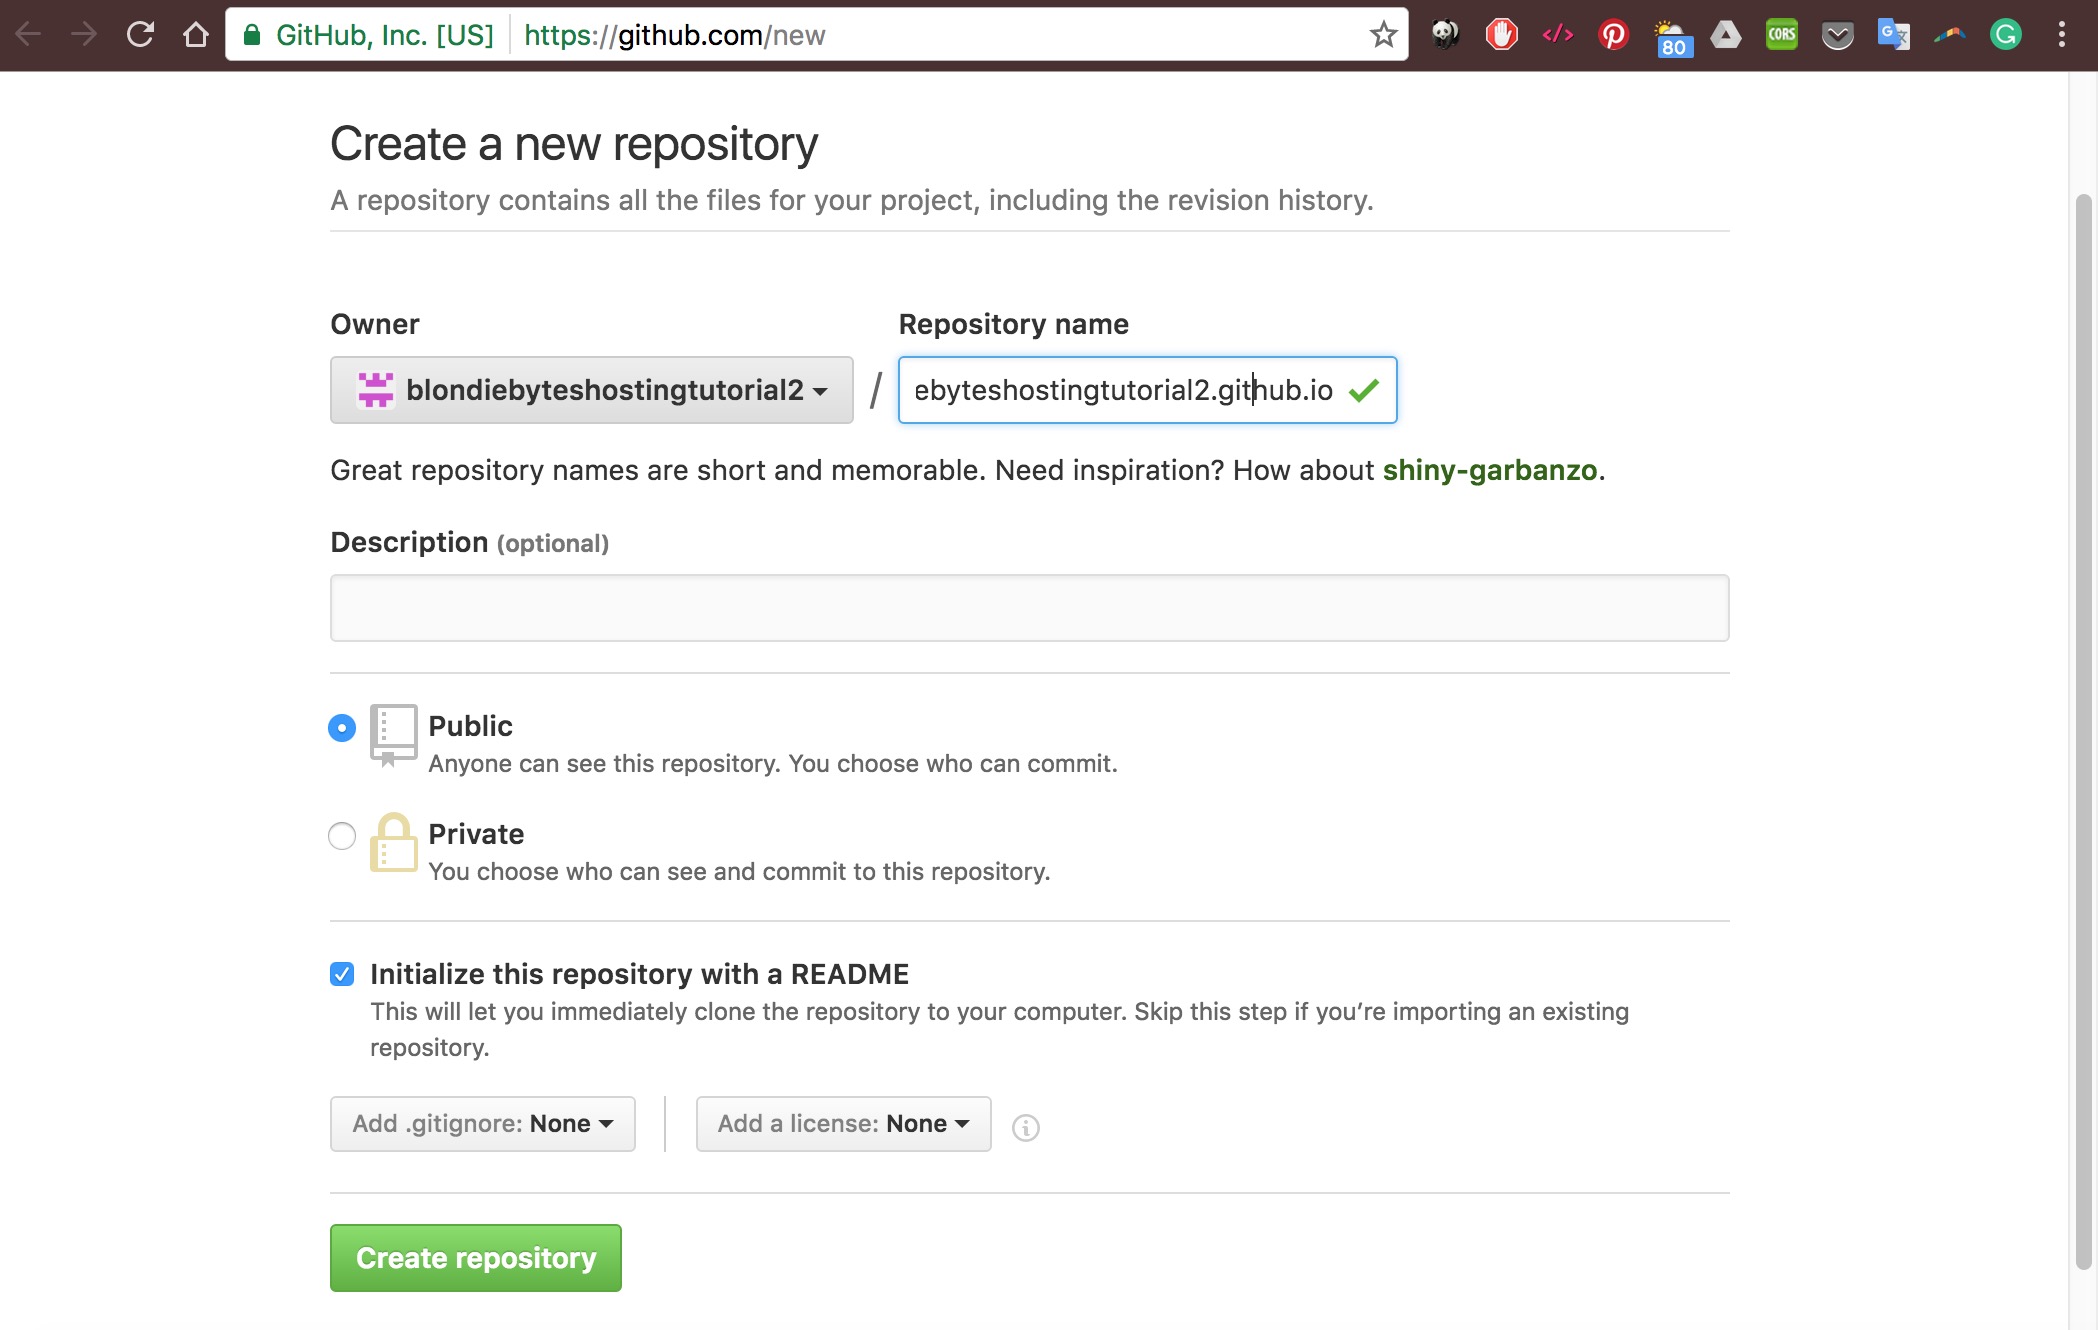 GitHub, Inc. [US] https://github.com/new
80
CORS
Create a new repository
A repository contains all the files for your project, including the revision history.
Owner Repository name
blondiebyteshostingtutorial2 / ebyteshostingtutorial2.github.io
Great repository names are short and memorable. Need inspiration? How about shiny-garbanzo.
Description (optional)
Public
Anyone can see this repository. You choose who can commit.
Private
You choose who can see and commit to this repository.
Initialize this repository with a README
This will let you immediately clone the repository to your computer. Skip this step if you’re importing an existing
repository.
Add .gitignore: None Add a license: None
Create repository